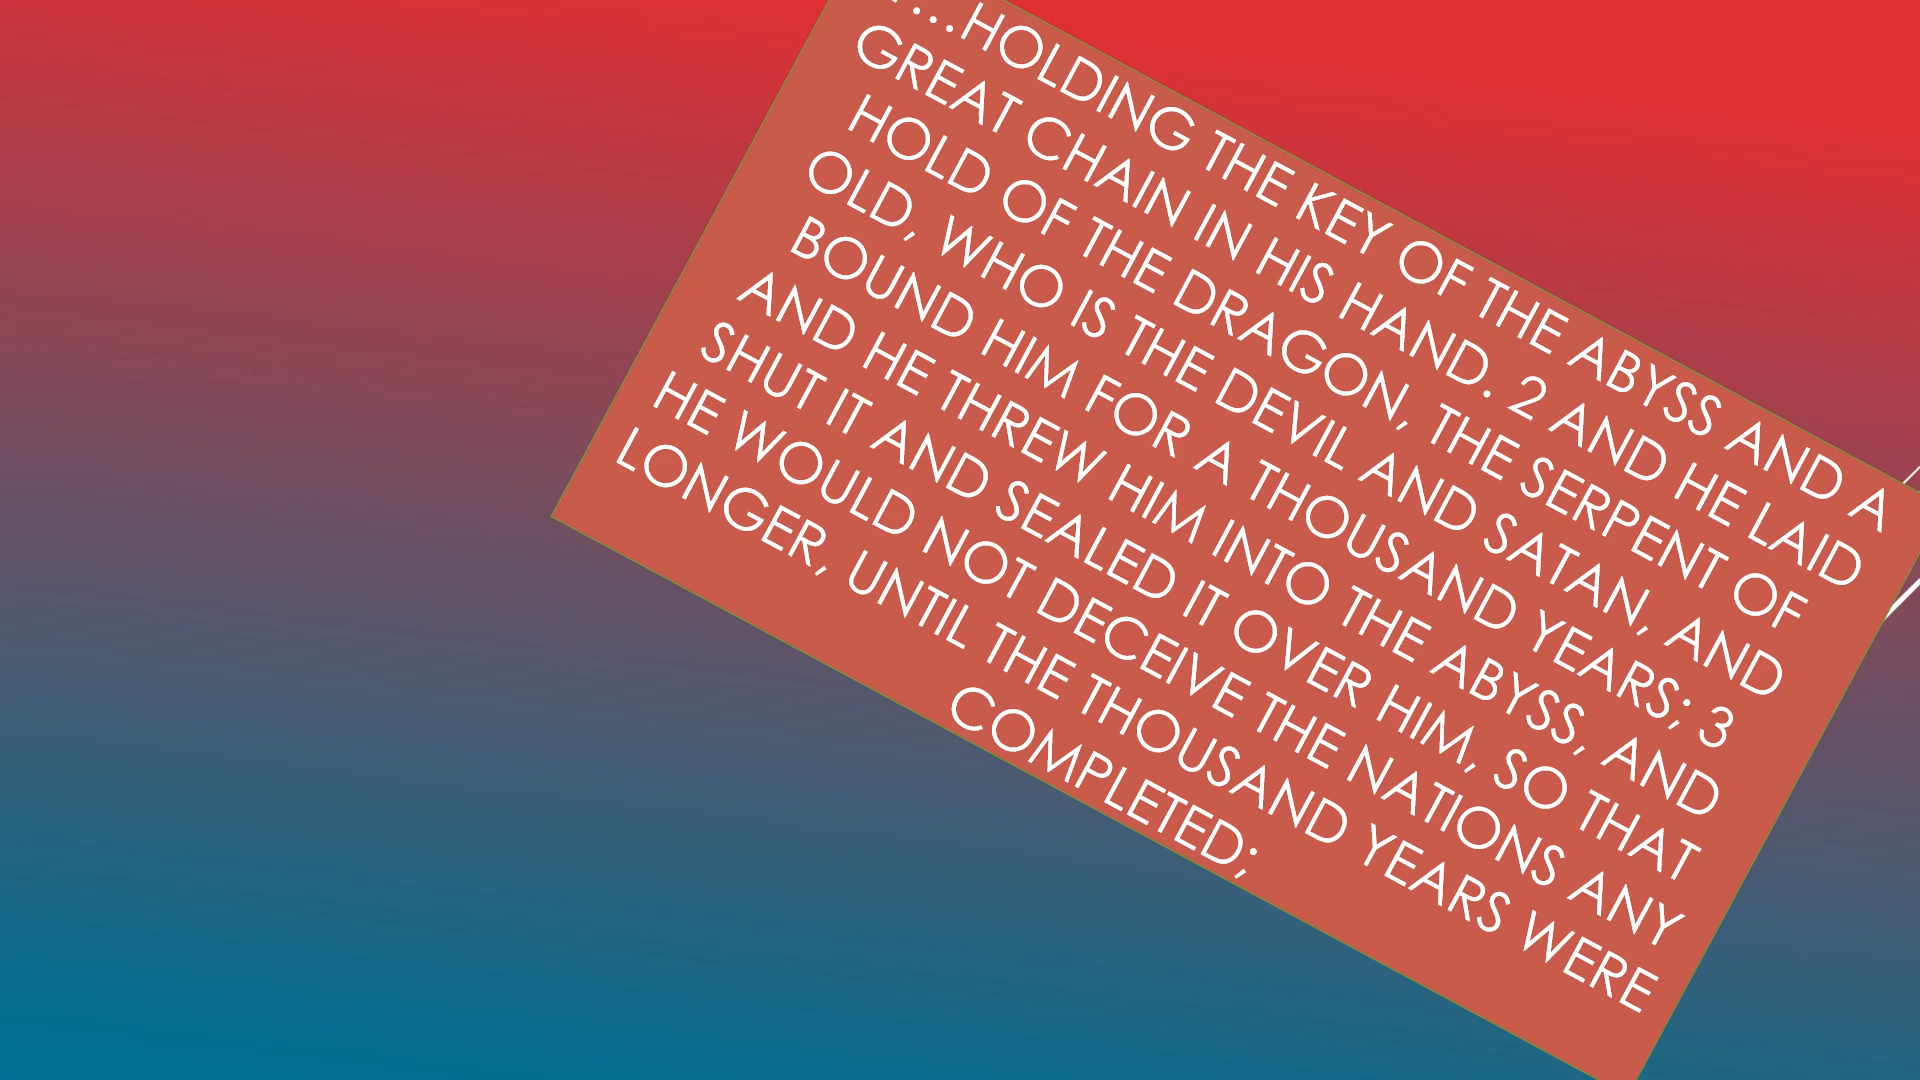 ...HOLDING THE KEY OF THE ABYSS AND A
GREAT CHAIN IN HIS HAND. 2 AND HE LAID
HOLD OF THE DRAGON, THE SERPENT OF
OLD, WHO IS THE DEVIL AND SATAN, AND
BOUND HIM FOR A THOUSAND YEARS; 3
AND HE THREW HIM INTO THE ABYSS, AND
SHUT IT AND SEALED IT OVER HIM, SO THAT
HE WOULD NOT DECEIVE THE NATIONS ANY
LONGER, UNTIL THE THOUSAND YEARS WERE
COMPLETED;